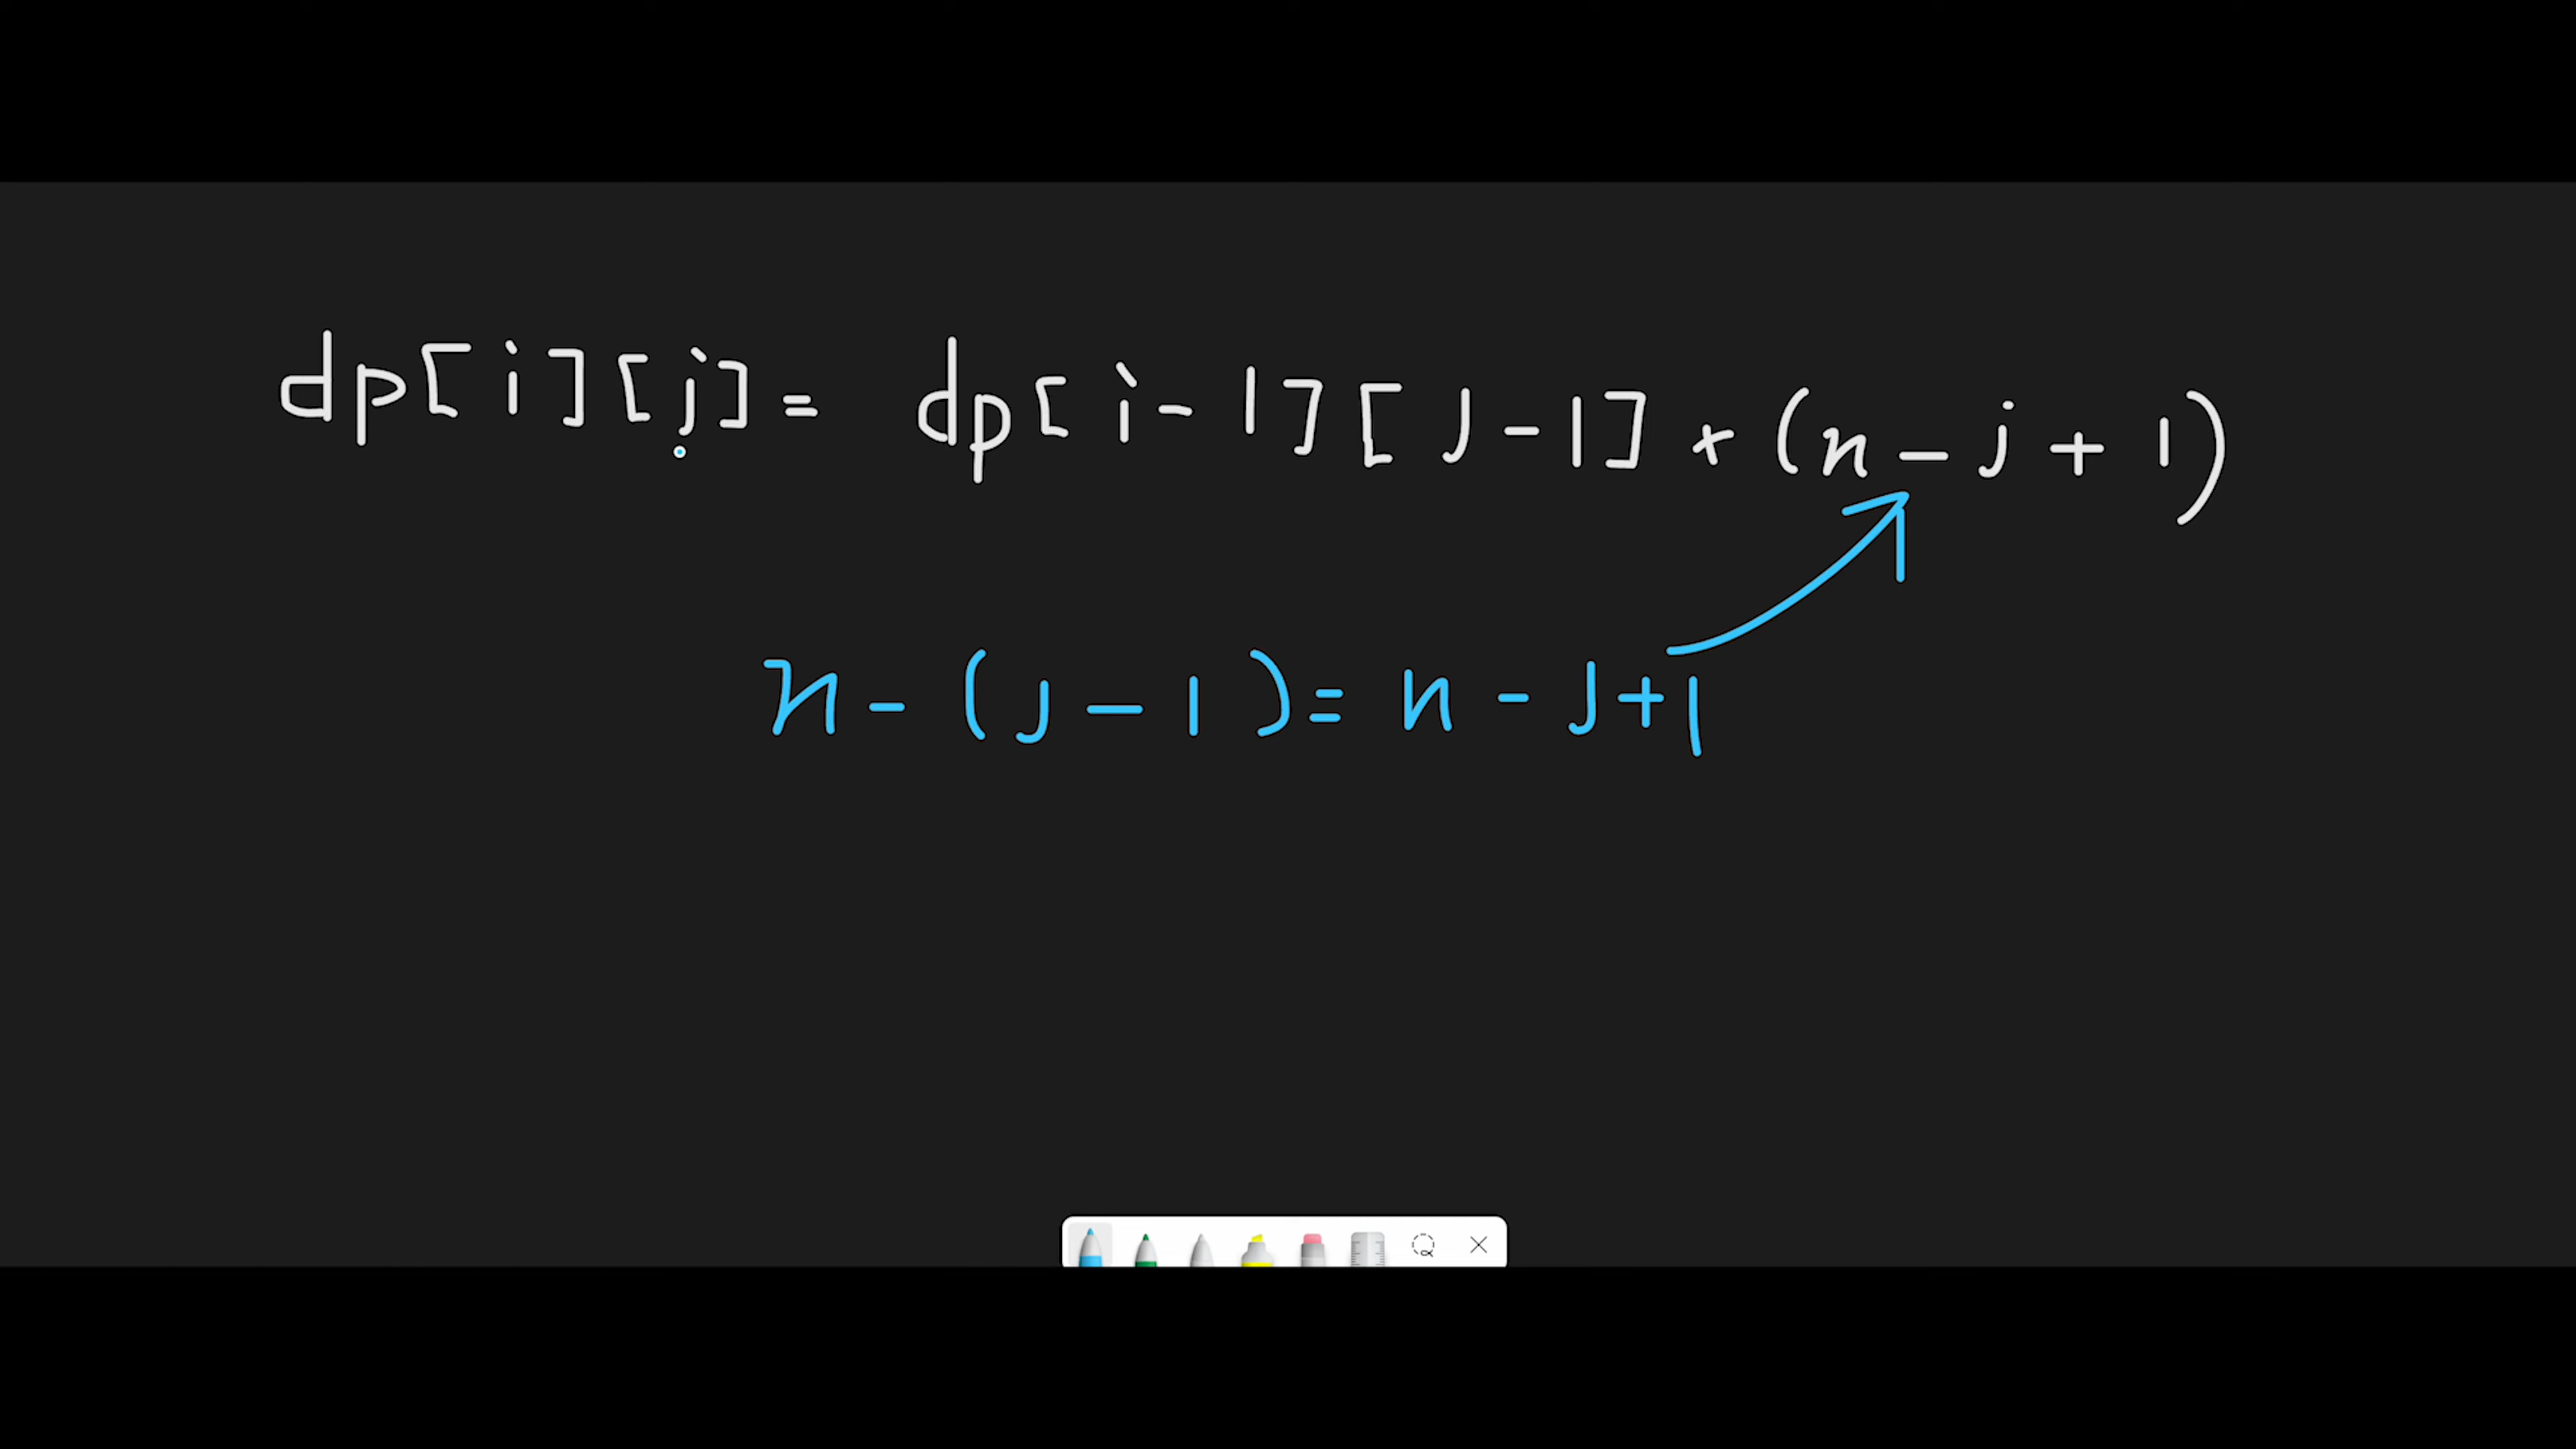 dp[i][j] = dp[i-1][j-1] * (n-j+1)
n-(j-1) = n-j+1